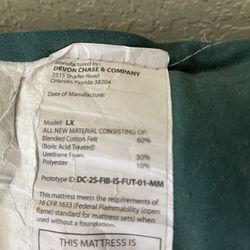 Manufactured by:
DEVON CHASE & COMPANY
2515 Shader Road
Orlando, Florida 38204
Date of Manufacture:
Model: LX
ALL NEW MATERIAL CONSISTING OF:
Blended Cotton Felt 60%
(Boric Acid Treated)
Urethane Foam 30%
Polyester 10%
Prototype ID: DC-2S-FIB-IS-FUT-01-MM
This mattress meets the requirements of
16 CFR 1633 (Federal Flammability (open
flame) standard for mattress sets) when
without a foundation.
THIS MATTRESS IS